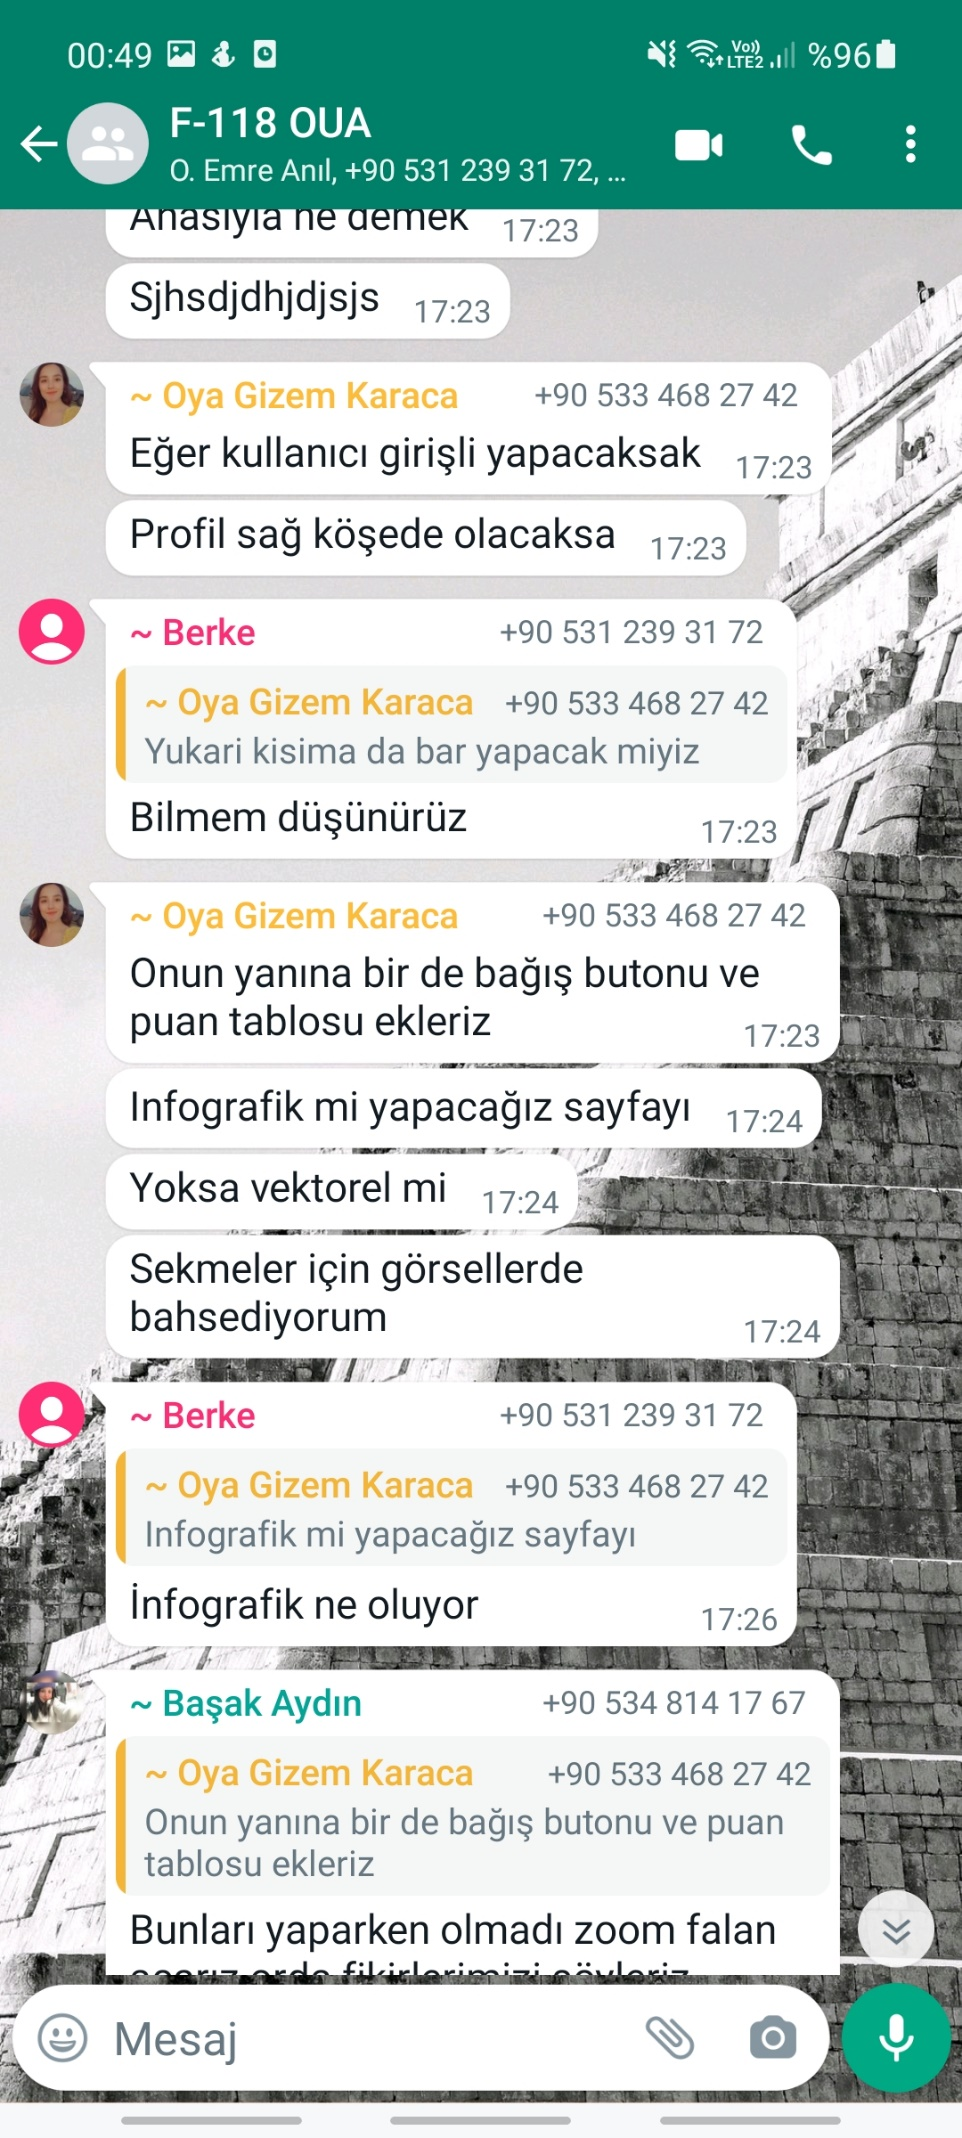 00:49
Vo))
LTE2
%96
F-118 OUA
O. Emre Anıl, +90 531 239 31 72, ...
Anasıyla ne demek 17:23
Sjhsdjdhjdjsjs 17:23
~ Oya Gizem Karaca +90 533 468 27 42
Eğer kullanıcı girişli yapacaksak 17:23
Profil sağ köşede olacaksa 17:23
~ Berke +90 531 239 31 72
~ Oya Gizem Karaca +90 533 468 27 42
Yukari kisima da bar yapacak miyiz
Bilmem düşünürüz 17:23
~ Oya Gizem Karaca +90 533 468 27 42
Onun yanına bir de bağış butonu ve
puan tablosu ekleriz 17:23
Infografik mi yapacağız sayfayı 17:24
Yoksa vektorel mi 17:24
Sekmeler için görsellerde
bahsediyorum 17:24
~ Berke +90 531 239 31 72
~ Oya Gizem Karaca +90 533 468 27 42
Infografik mi yapacağız sayfayı
İnfografik ne oluyor 17:26
~ Başak Aydın +90 534 814 17 67
~ Oya Gizem Karaca +90 533 468 27 42
Onun yanına bir de bağış butonu ve puan
tablosu ekleriz
Bunları yaparken olmadı zoom falan
açarız orda fikirlerimizi söyleriz
Mesaj